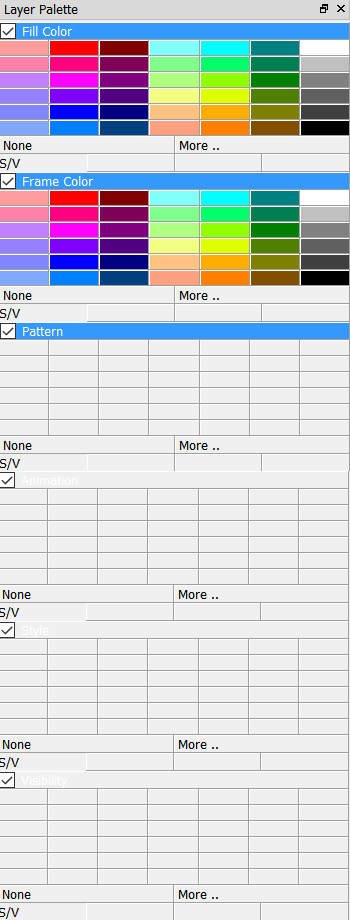 Layer Palette
Fill Color
None More ..
S/V
Frame Color
None More ..
S/V
Pattern
None More ..
S/V
Animation
None More ..
S/V
Style
None More ..
S/V
Visibility
None More ..